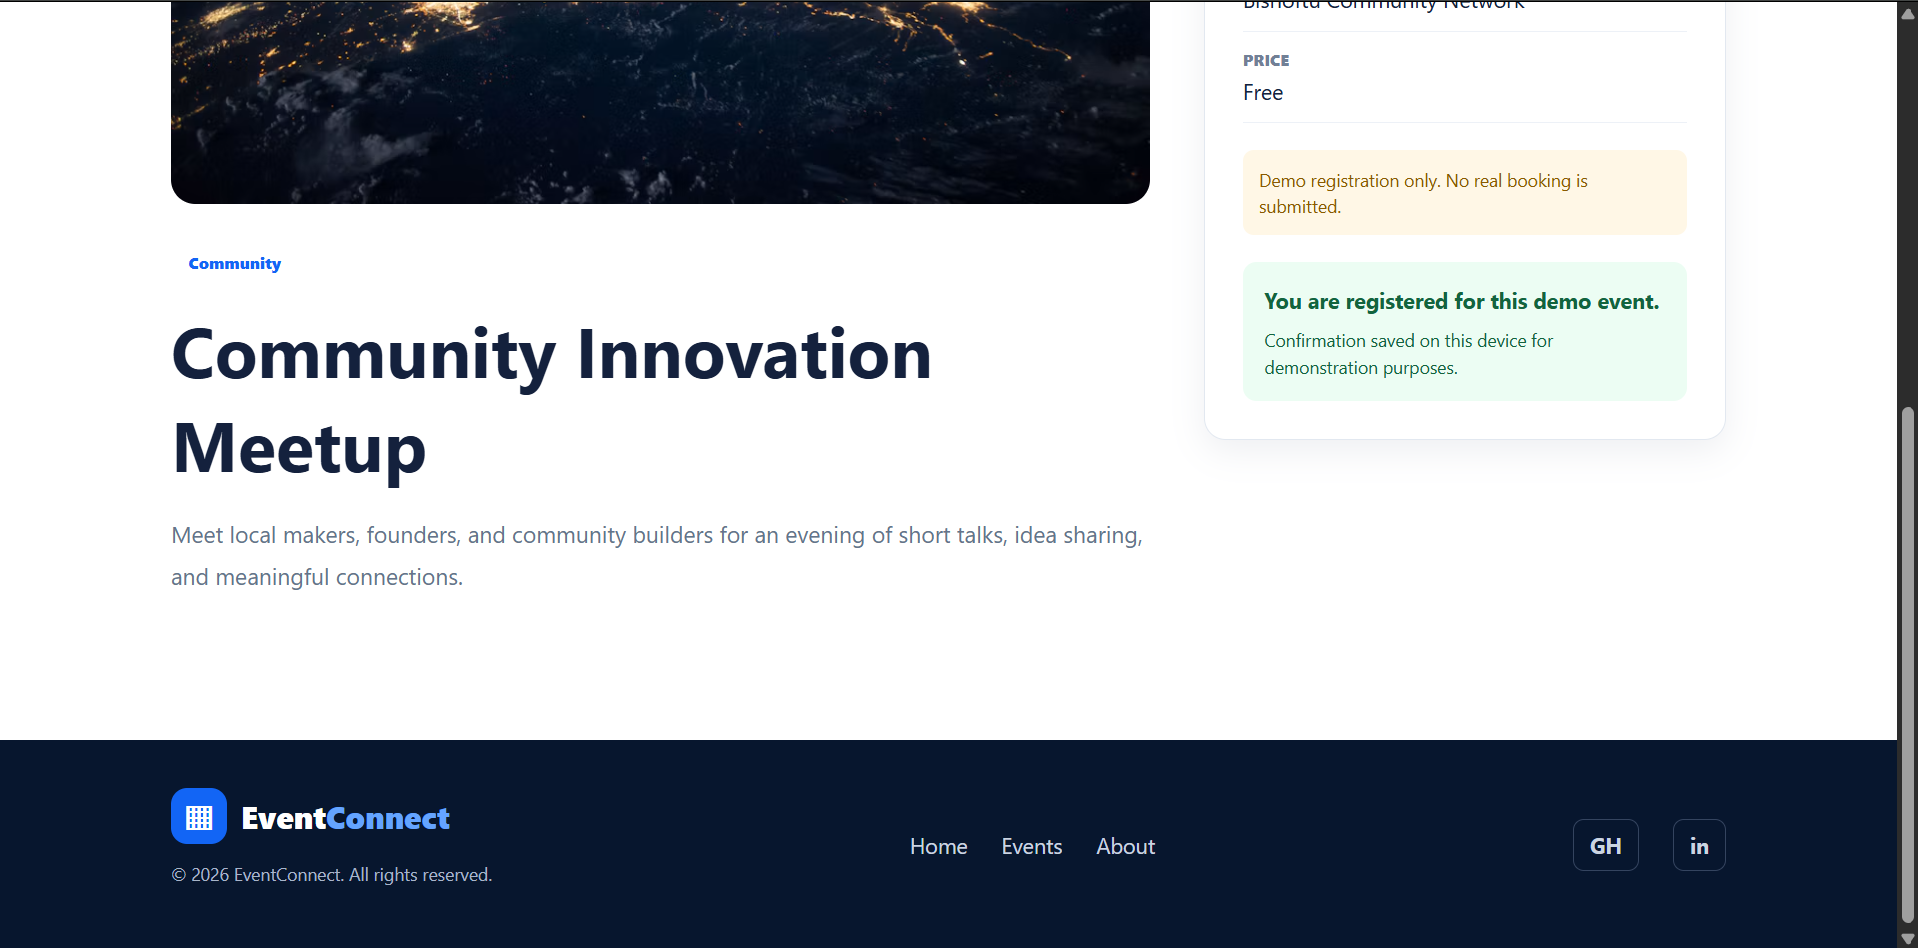 Bishoftu Community Network
PRICE
Free
Demo registration only. No real booking is
submitted.
You are registered for this demo event.
Confirmation saved on this device for
demonstration purposes.
Community
Community Innovation
Meetup
Meet local makers, founders, and community builders for an evening of short talks, idea sharing,
and meaningful connections.
EventConnect
© 2026 EventConnect. All rights reserved.
Home Events About
GH in